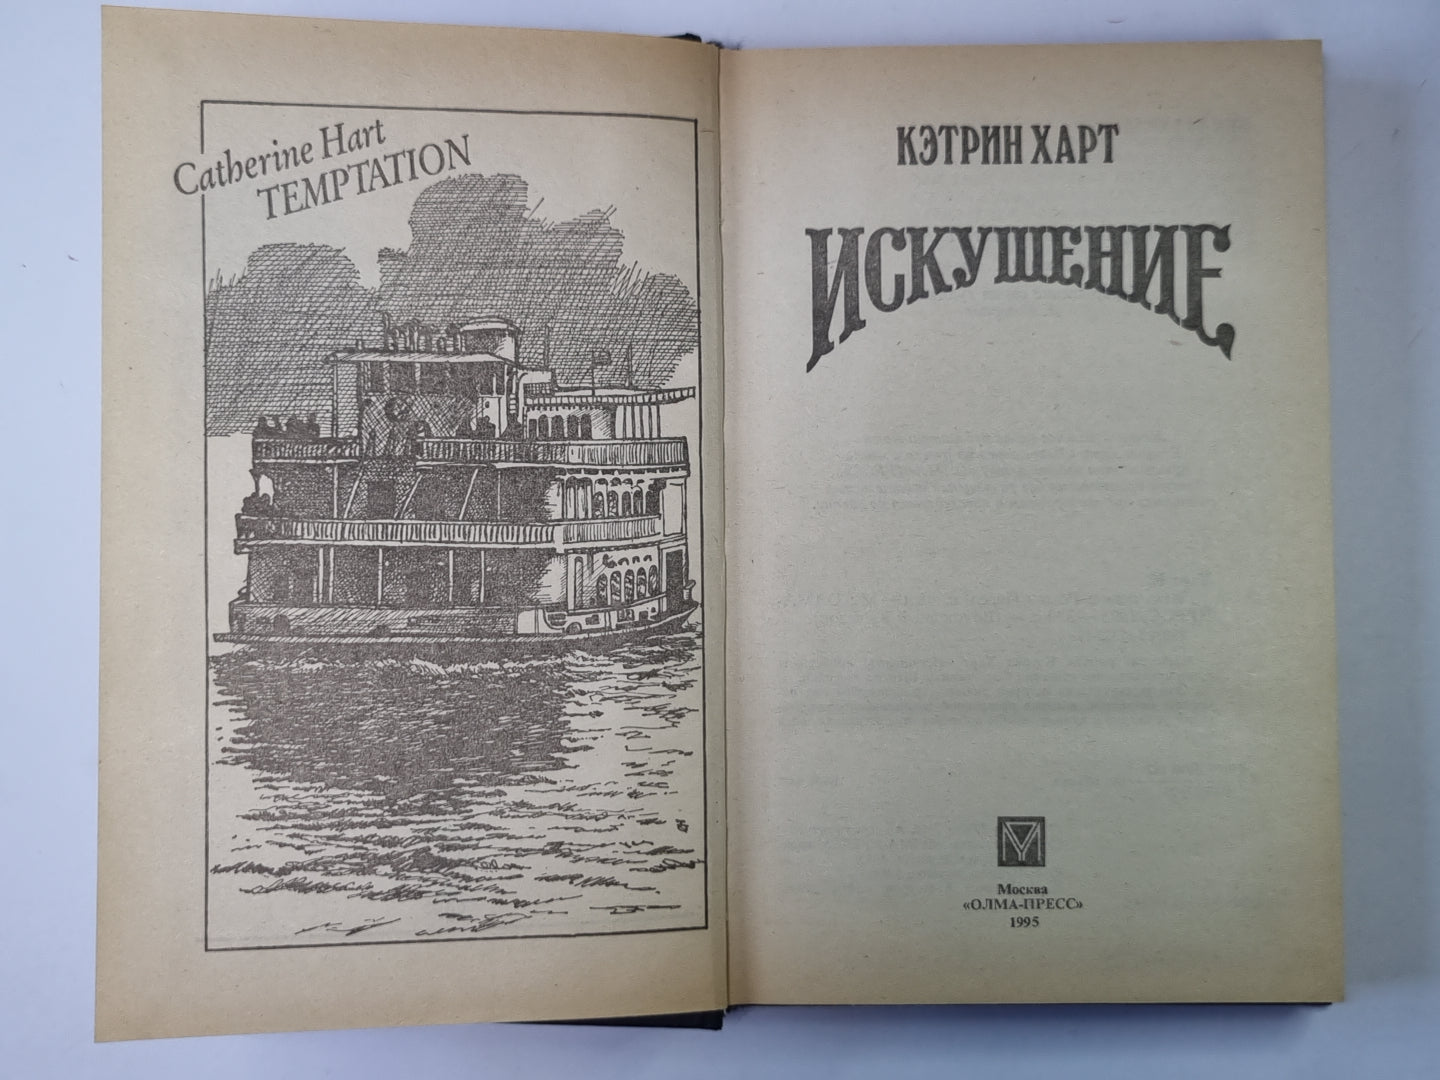 Catherine Hart
TEMPTATION
КЭТРИН ХАРТ
ИСКУШЕНИЕ
Москва
«ОЛМА-ПРЕСС»
1995